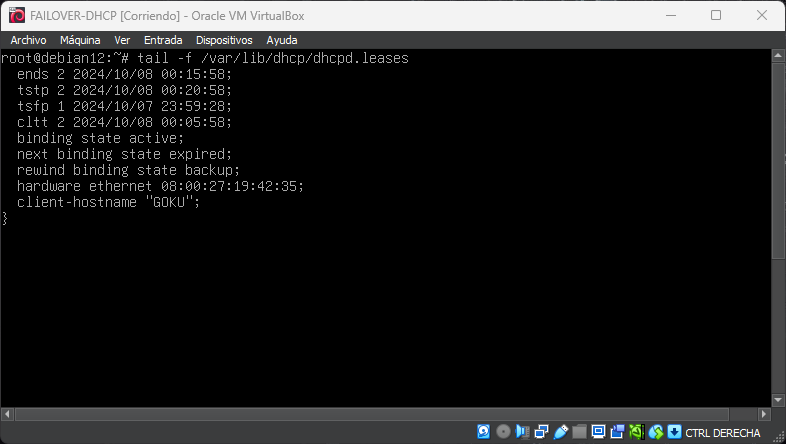 FAILOVER-DHCP [Corriendo] - Oracle VM VirtualBox
Archivo Máquina Ver Entrada Dispositivos Ayuda
root@debian12:~# tail -f /var/lib/dhcp/dhcpd.leases
ends 2 2024/10/08 00:15:58;
tstp 2 2024/10/08 00:20:58;
tsfp 1 2024/10/07 23:59:28;
cltt 2 2024/10/08 00:05:58;
binding state active;
next binding state expired;
rewind binding state backup;
hardware ethernet 08:00:27:19:42:35;
client-hostname "GOKU";
}
CTRL DERECHA